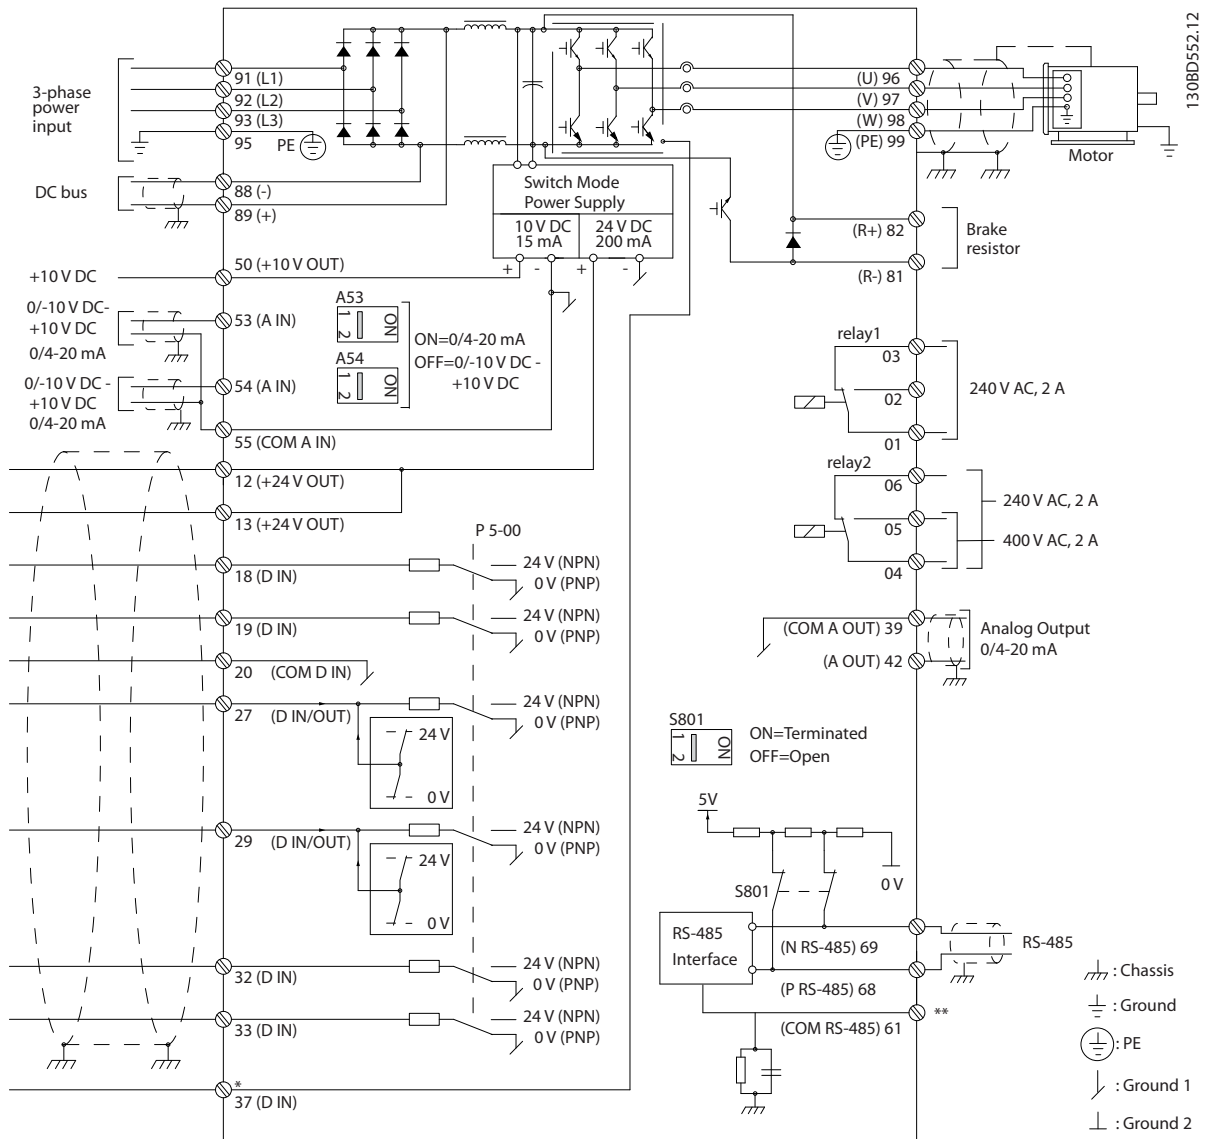 130BD552.12
3-phase
power
input
91 (L1)
92 (L2)
93 (L3)
95
PE
DC bus
88 (-)
89 (+)
+10 V DC
50 (+10 V OUT)
0/-10 V DC-
+10 V DC
0/4-20 mA
53 (A IN)
0/-10 V DC -
+10 V DC
0/4-20 mA
54 (A IN)
55 (COM A IN)
12 (+24 V OUT)
13 (+24 V OUT)
18 (D IN)
19 (D IN)
20 (COM D IN)
27 (D IN/OUT)
24 V
0 V
29 (D IN/OUT)
24 V
0 V
32 (D IN)
33 (D IN)
*
37 (D IN)
Switch Mode
Power Supply
10 V DC
15 mA
24 V DC
200 mA
+ - + -
A53
1 2
ON
A54
1 2
ON
ON=0/4-20 mA
OFF=0/-10 V DC -
+10 V DC
P 5-00
24 V (NPN)
0 V (PNP)
24 V (NPN)
0 V (PNP)
24 V (NPN)
0 V (PNP)
24 V (NPN)
0 V (PNP)
24 V (NPN)
0 V (PNP)
24 V (NPN)
0 V (PNP)
(U) 96
(V) 97
(W) 98
(PE) 99
Motor
(R+) 82
(R-) 81
Brake
resistor
relay1
03
02
01
240 V AC, 2 A
relay2
06
05
04
240 V AC, 2 A
400 V AC, 2 A
(COM A OUT) 39
(A OUT) 42
Analog Output
0/4-20 mA
S801
1 2
ON
ON=Terminated
OFF=Open
5V
0 V
S801
RS-485
Interface
(N RS-485) 69
(P RS-485) 68
(COM RS-485) 61
**
RS-485
: Chassis
: Ground
: PE
: Ground 1
: Ground 2